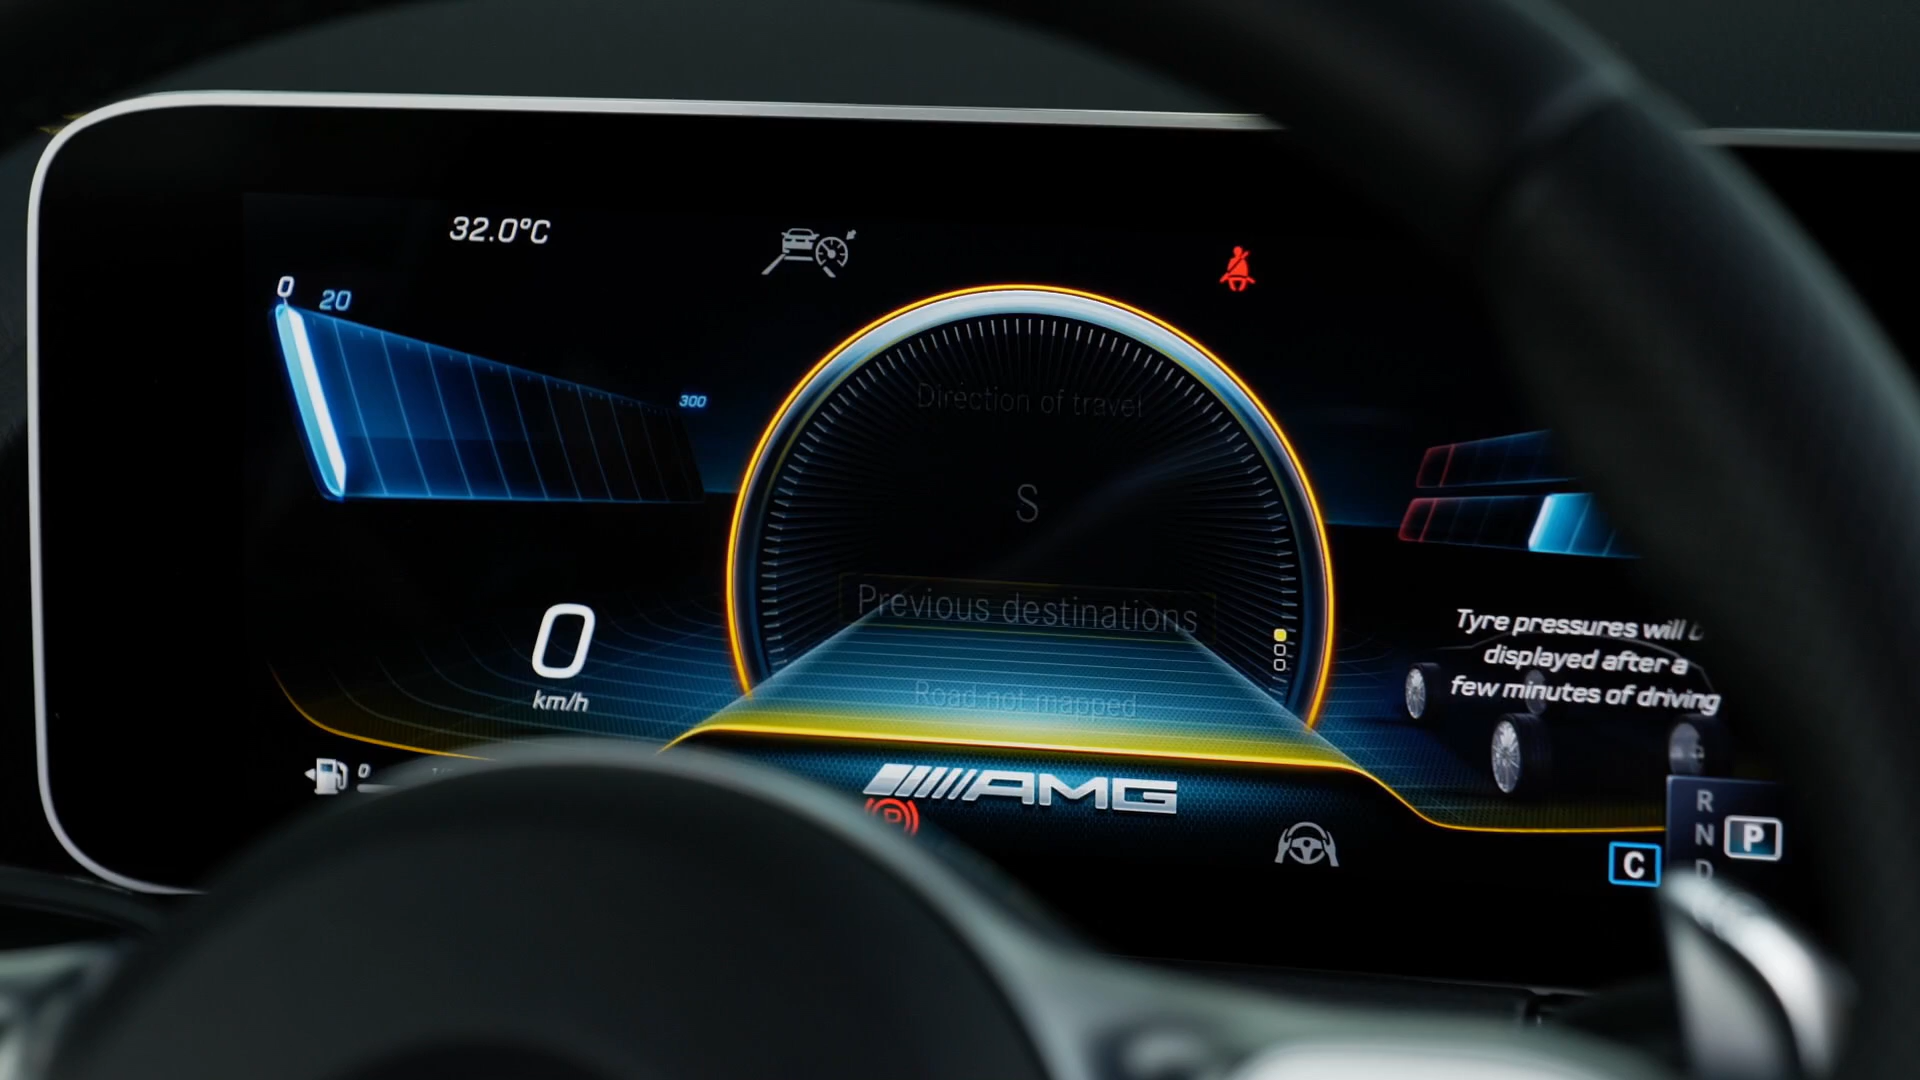 32.0°C
0
20
300
Direction of travel
S
Previous destinations
Road not mapped
0
km/h
Tyre pressures will
displayed after a
few minutes of driving
0
AMG
P
R
N
D
P
C